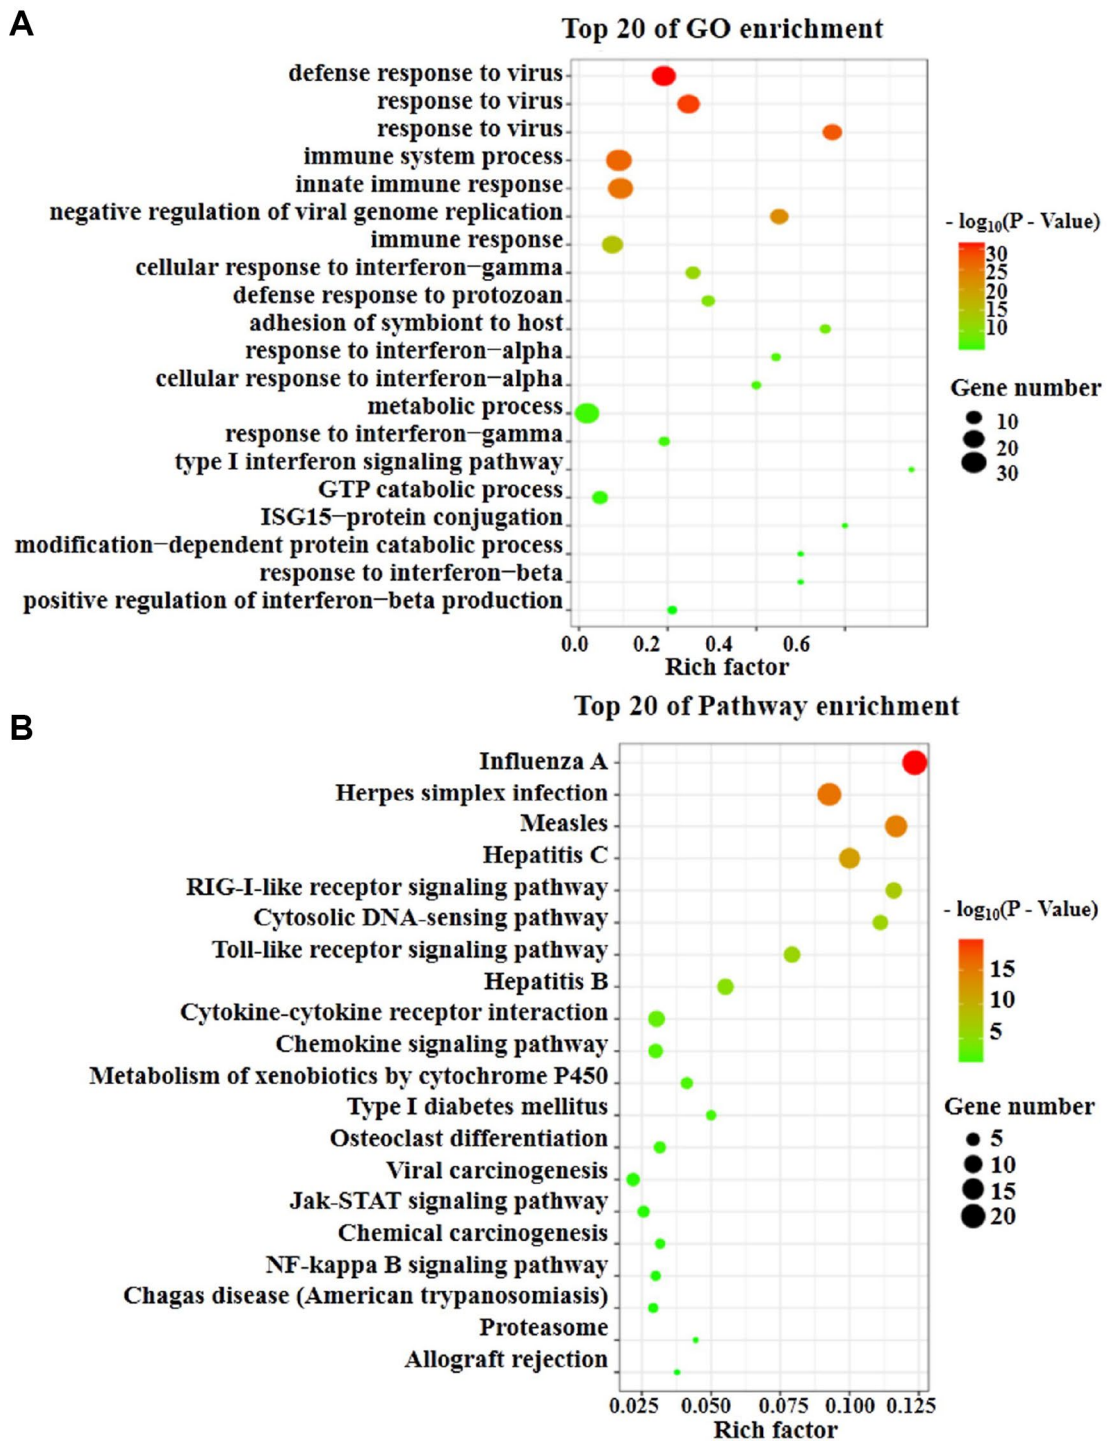 A
Top 20 of GO enrichment
defense response to virus
response to virus
response to virus
immune system process
innate immune response
negative regulation of viral genome replication
immune response
cellular response to interferon−gamma
defense response to protozoan
adhesion of symbiont to host
response to interferon−alpha
cellular response to interferon−alpha
metabolic process
response to interferon−gamma
type I interferon signaling pathway
GTP catabolic process
ISG15−protein conjugation
modification−dependent protein catabolic process
response to interferon−beta
positive regulation of interferon−beta production
0.0 0.2 0.4 0.6
Rich factor
- log10(P - Value)
30
25
20
15
10
Gene number
10
20
30
B
Top 20 of Pathway enrichment
Influenza A
Herpes simplex infection
Measles
Hepatitis C
RIG-I-like receptor signaling pathway
Cytosolic DNA-sensing pathway
Toll-like receptor signaling pathway
Hepatitis B
Cytokine-cytokine receptor interaction
Chemokine signaling pathway
Metabolism of xenobiotics by cytochrome P450
Type I diabetes mellitus
Osteoclast differentiation
Viral carcinogenesis
Jak-STAT signaling pathway
Chemical carcinogenesis
NF-kappa B signaling pathway
Chagas disease (American trypanosomiasis)
Proteasome
Allograft rejection
0.025 0.050 0.075 0.100 0.125
Rich factor
- log10(P - Value)
15
10
5
Gene number
5
10
15
20